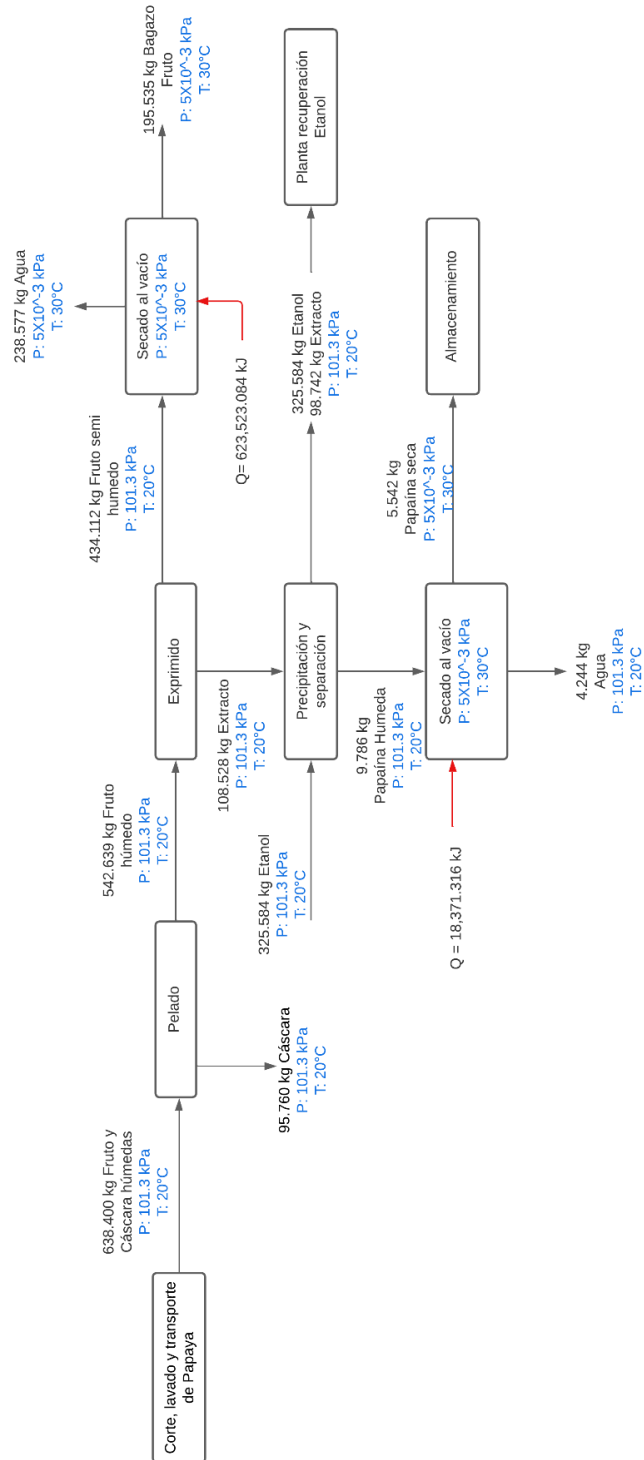 Corte, lavado y transporte
de Papaya
638.400 kg Fruto y
Cáscara húmedas
P: 101.3 kPa
T: 20°C
Pelado
95.760 kg Cáscara
P: 101.3 kPa
T: 20°C
542.639 kg Fruto
húmedo
P: 101.3 kPa
T: 20°C
Exprimido
434.112 kg Fruto semi
humedo
P: 101.3 kPa
T: 20°C
Secado al vacío
P: 5X10^-3 kPa
T: 30°C
238.577 kg Agua
P: 5X10^-3 kPa
T: 30°C
Q= 623,523.084 kJ
195.535 kg Bagazo
Fruto
P: 5X10^-3 kPa
T: 30°C
108.528 kg Extracto
P: 101.3 kPa
T: 20°C
325.584 kg Etanol
P: 101.3 kPa
T: 20°C
Precipitación y
separación
325.584 kg Etanol
98.742 kg Extracto
P: 101.3 kPa
T: 20°C
Planta recuperación
Etanol
9.786 kg
Papaína Humeda
P: 101.3 kPa
T: 20°C
Q = 18,371.316 kJ
Secado al vacío
P: 5X10^-3 kPa
T: 30°C
4.244 kg
Agua
P: 101.3 kPa
T: 20°C
5.542 kg
Papaína seca
P: 5X10^-3 kPa
T: 30°C
Almacenamiento